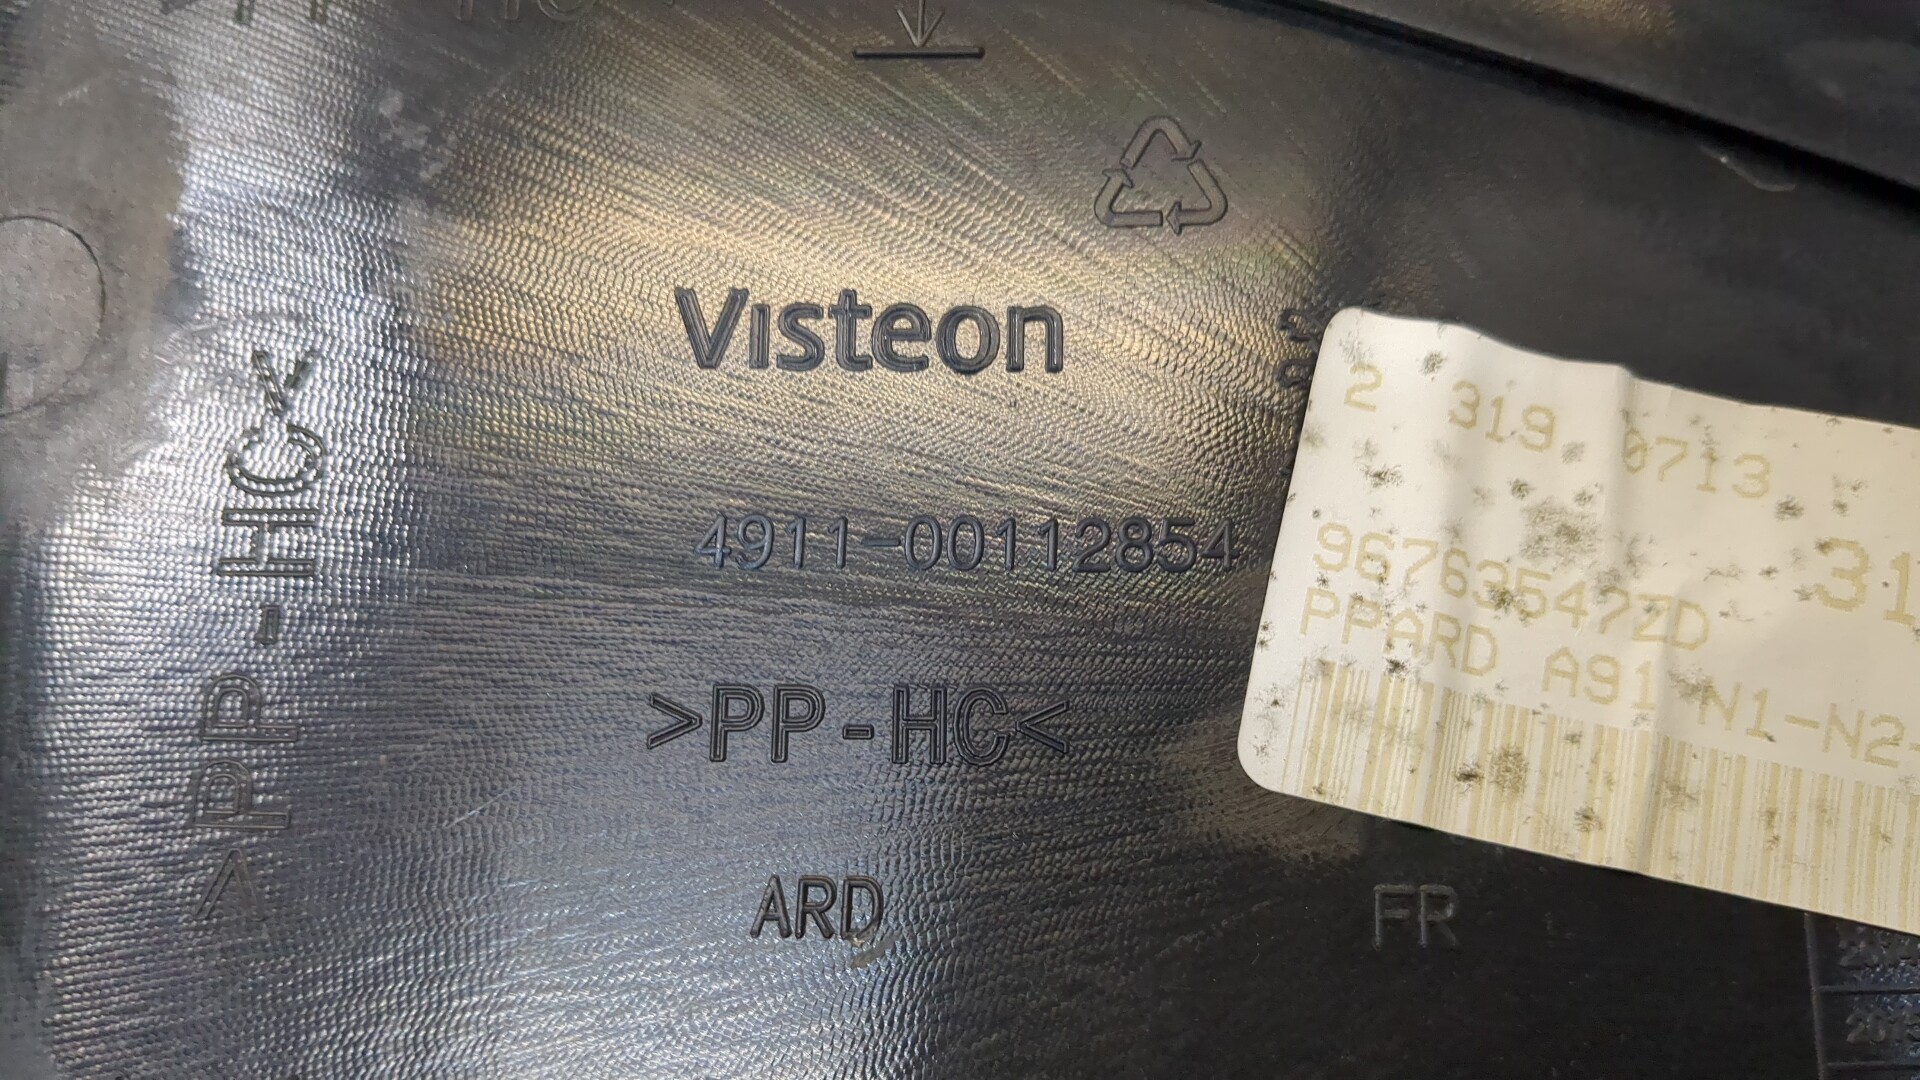 Visteon
4911-00112854
>PP-HC<
>PP-HC<
ARD
FR
2 319 0713
967635472D
PPARD A91 N1-N2-